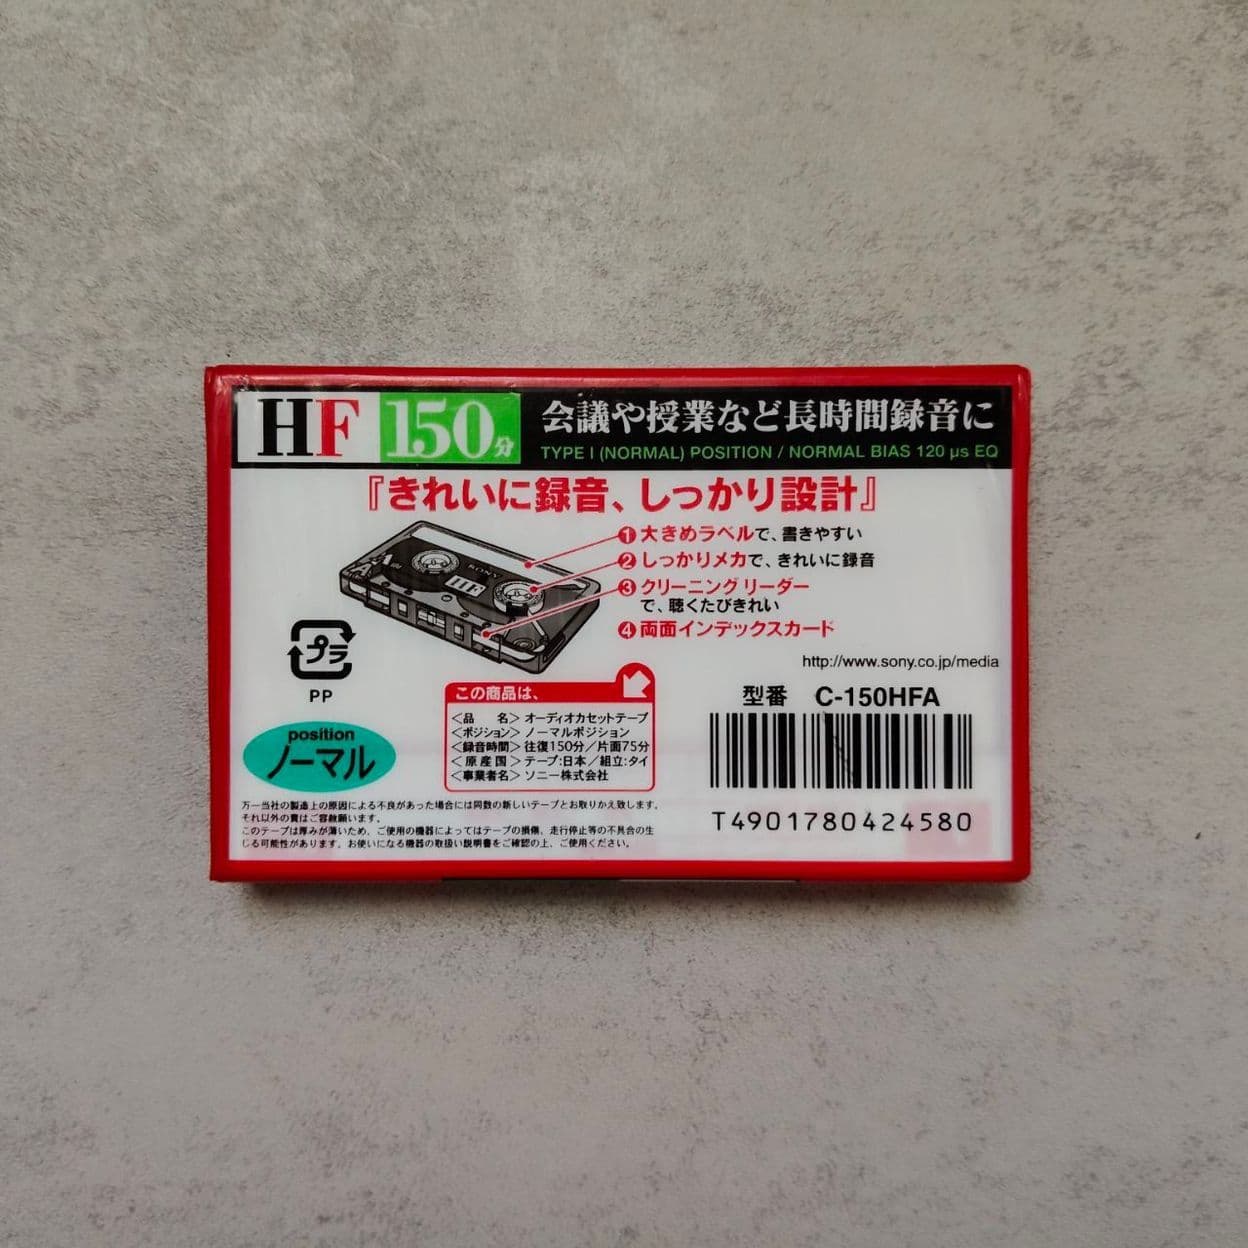 HF 150分
会議や授業など長時間録音に
TYPE I (NORMAL) POSITION / NORMAL BIAS 120 µs EQ
『きれいに録音、しっかり設計』
❶大きめラベルで、書きやすい
❷しっかりメカで、きれいに録音
❸クリーニングリーダー
で、聴くたびきれい
❹両面インデックスカード
A
SONY
HF
プラ
PP
http://www.sony.co.jp/media
position
ノーマル
この商品は、
<品　名>オーディオカセットテープ
<ポジション>ノーマルポジション
<録音時間>往復150分/片面75分
<原産国>テープ:日本/組立:タイ
<事業者名>ソニー株式会社
型番 C-150HFA
T4901780424580
万一当社の製造上の原因による不良があった場合には同数の新しいテープとお取りかえ致します。
それ以外の責はご容赦願います。
このテープは厚みが薄いため、ご使用の機器によってはテープの損傷、走行停止等の不具合の生
じる可能性があります。お使いになる機器の取扱い説明書をご確認の上、ご使用ください。